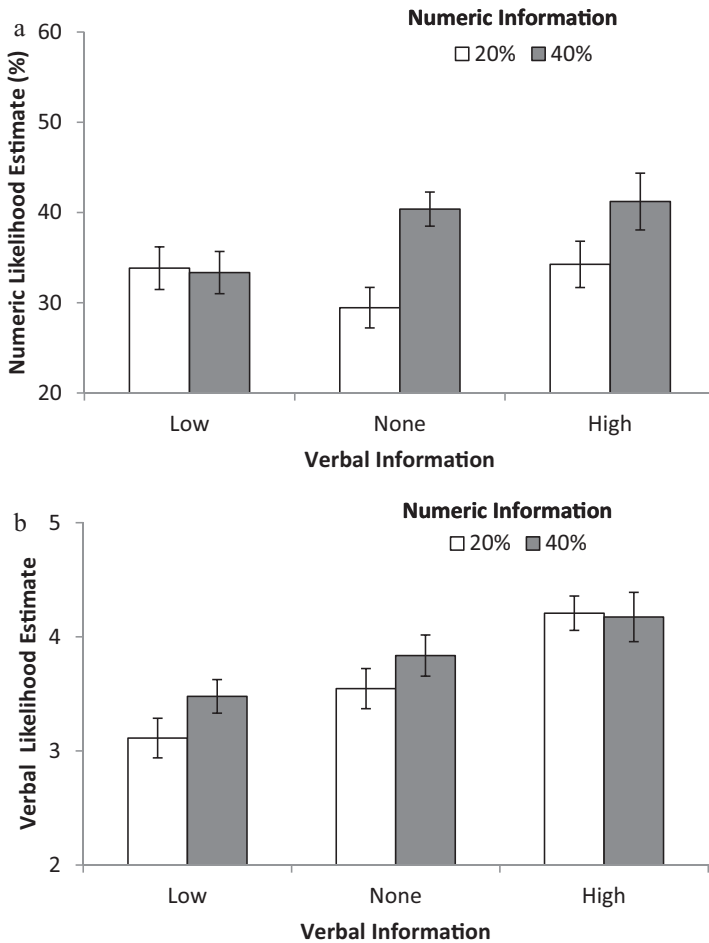 a
Numeric Information
20% 40%
Numeric Likelihood Estimate (%)
60
50
40
30
20
Low None High
Verbal Information
b
Numeric Information
20% 40%
Verbal Likelihood Estimate
5
4
3
2
Low None High
Verbal Information